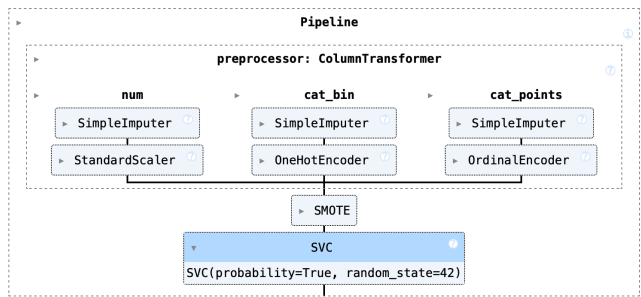 Pipeline
preprocessor: ColumnTransformer
num cat_bin cat_points
SimpleImputer ? SimpleImputer ? SimpleImputer ?
StandardScaler ? OneHotEncoder ? OrdinalEncoder ?
SMOTE
SVC ?
SVC(probability=True, random_state=42)